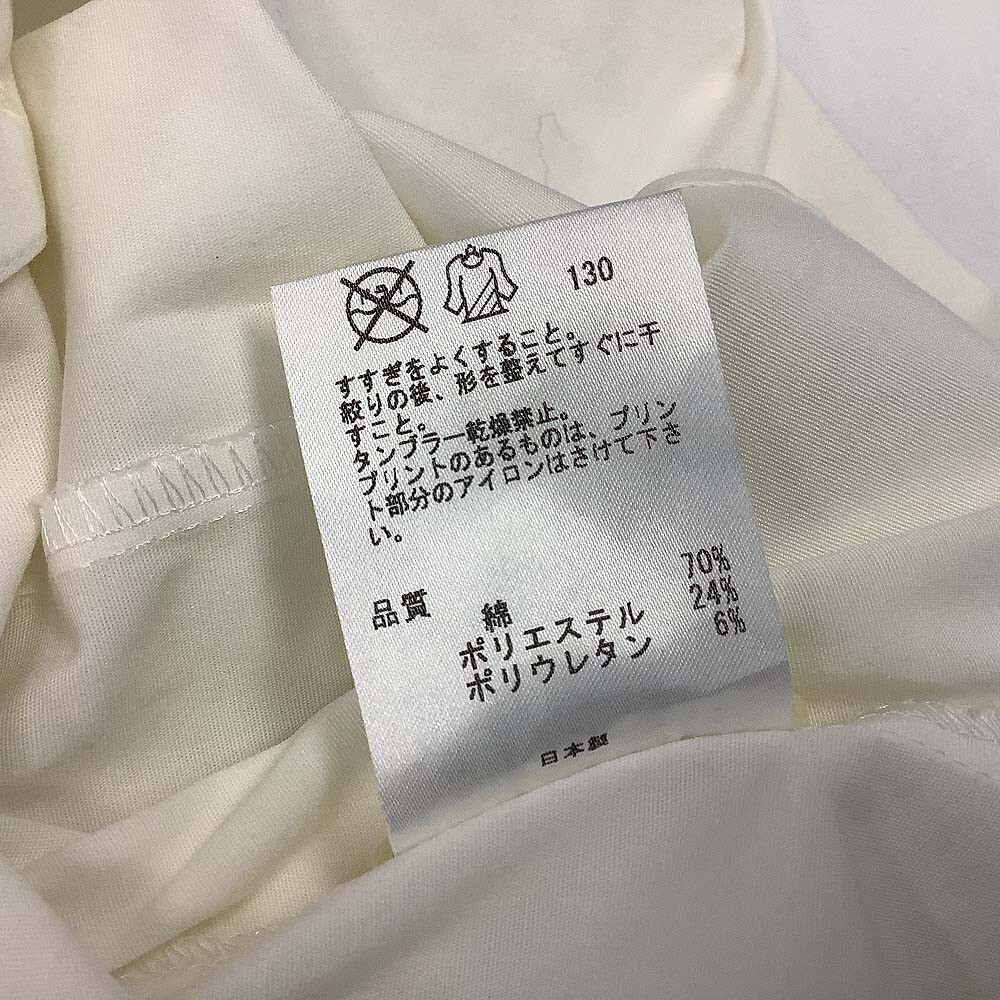 130
すすぎをよくすること。
絞りの後、形を整えてすぐに干
すこと。
タンブラー乾燥禁止。
プリントのあるものは、プリン
ト部分のアイロンはさけて下さ
い。
品質 綿 70%
ポリエステル 24%
ポリウレタン 6%
日本製